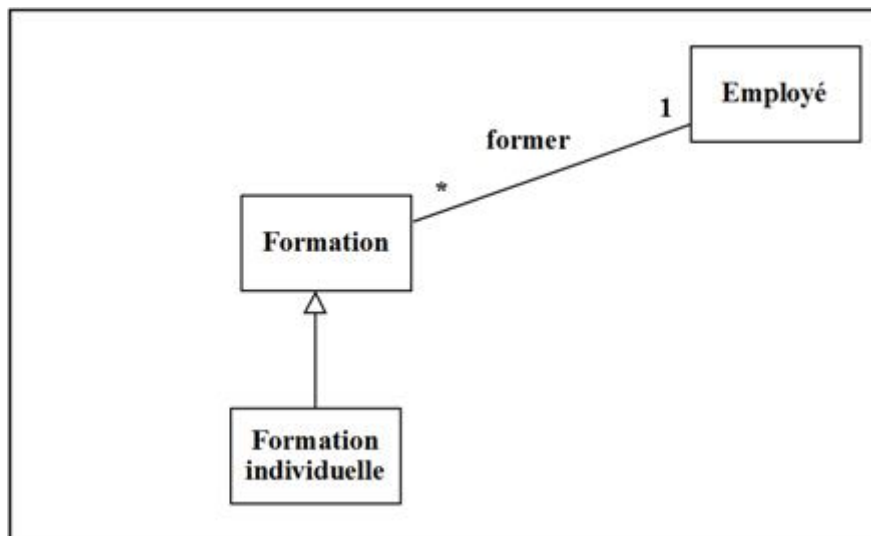 Employé
1
former
*
Formation
Formation
individuelle